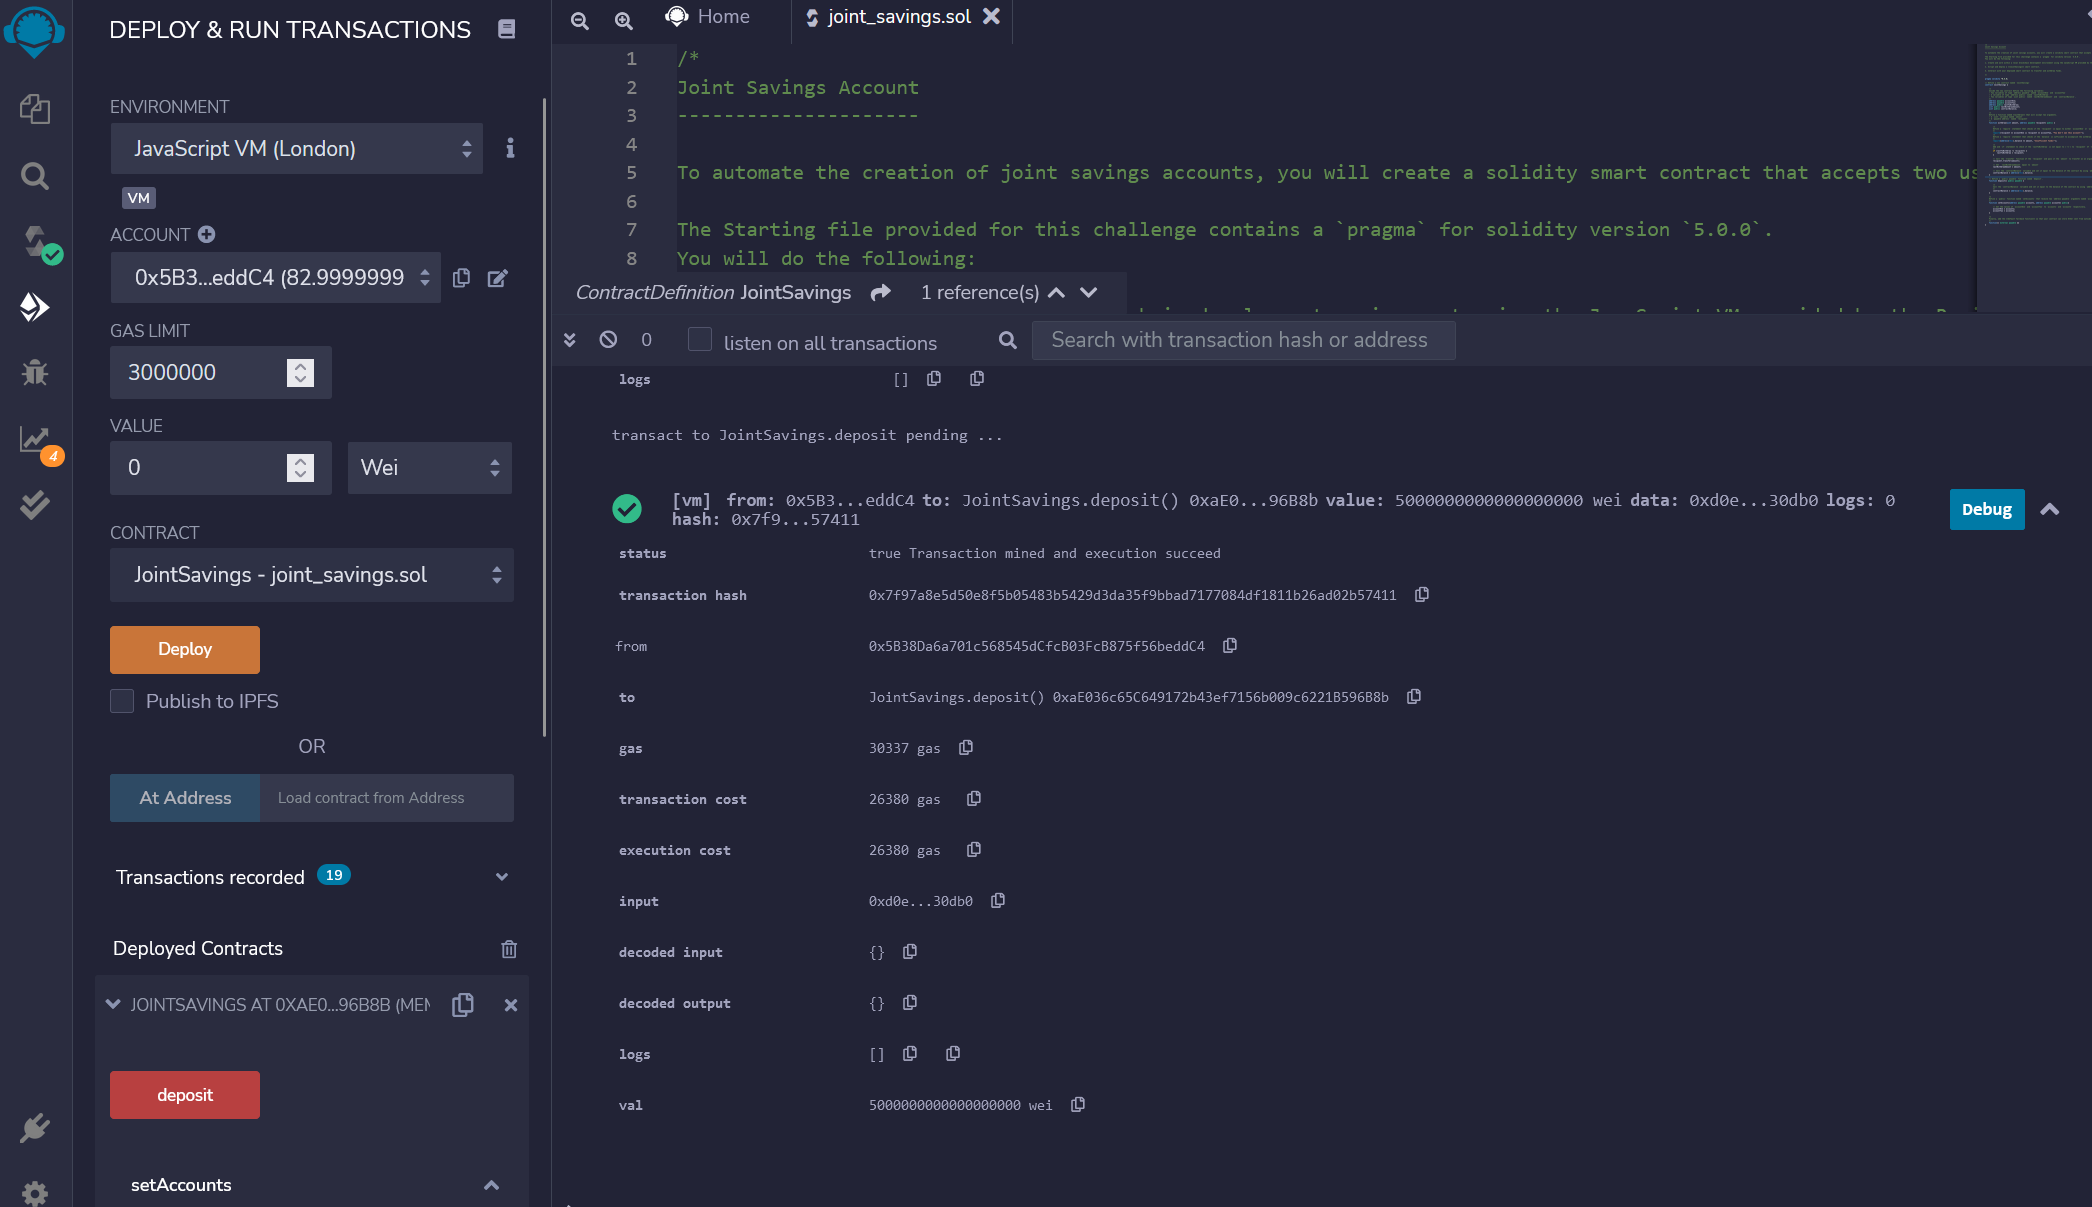 DEPLOY & RUN TRANSACTIONS
ENVIRONMENT
JavaScript VM (London)
VM
ACCOUNT
0x5B3...eddC4 (82.9999999
GAS LIMIT
3000000
VALUE
0
Wei
CONTRACT
JointSavings - joint_savings.sol
Deploy
Publish to IPFS
OR
At Address
Load contract from Address
Transactions recorded 19
Deployed Contracts
JOINTSAVINGS AT 0XAE0...96B8B (MEM
deposit
setAccounts
4
Home
joint_savings.sol
1 /*
2 Joint Savings Account
3 ---------------------
4
5 To automate the creation of joint savings accounts, you will create a solidity smart contract that accepts two us
6
7 The Starting file provided for this challenge contains a `pragma` for solidity version `5.0.0`.
8 You will do the following:
ContractDefinition JointSavings 1 reference(s)
0
listen on all transactions
Search with transaction hash or address
logs []
transact to JointSavings.deposit pending ...
[vm] from: 0x5B3...eddC4 to: JointSavings.deposit() 0xaE0...96B8b value: 5000000000000000000 wei data: 0xd0e...30db0 logs: 0
hash: 0x7f9...57411
Debug
status true Transaction mined and execution succeed
transaction hash 0x7f97a8e5d50e8f5b05483b5429d3da35f9bbad7177084df1811b26ad02b57411
from 0x5B38Da6a701c568545dCfcB03FcB875f56beddC4
to JointSavings.deposit() 0xaE036c65C649172b43ef7156b009c6221B596B8b
gas 30337 gas
transaction cost 26380 gas
execution cost 26380 gas
input 0xd0e...30db0
decoded input {}
decoded output {}
logs []
val 5000000000000000000 wei